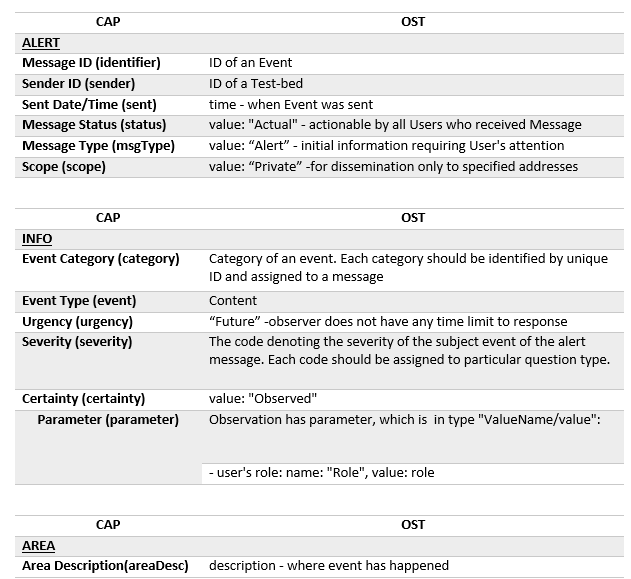 CAP OST
ALERT
Message ID (identifier) ID of an Event
Sender ID (sender) ID of a Test-bed
Sent Date/Time (sent) time - when Event was sent
Message Status (status) value: "Actual" - actionable by all Users who received Message
Message Type (msgType) value: “Alert” - initial information requiring User's attention
Scope (scope) value: “Private” -for dissemination only to specified addresses
CAP OST
INFO
Event Category (category) Category of an event. Each category should be identified by unique
ID and assigned to a message
Event Type (event) Content
Urgency (urgency) “Future” -observer does not have any time limit to response
Severity (severity) The code denoting the severity of the subject event of the alert
message. Each code should be assigned to particular question type.
Certainty (certainty) value: "Observed"
Parameter (parameter) Observation has parameter, which is in type "ValueName/value":
- user's role: name: "Role", value: role
CAP OST
AREA
Area Description(areaDesc) description - where event has happened